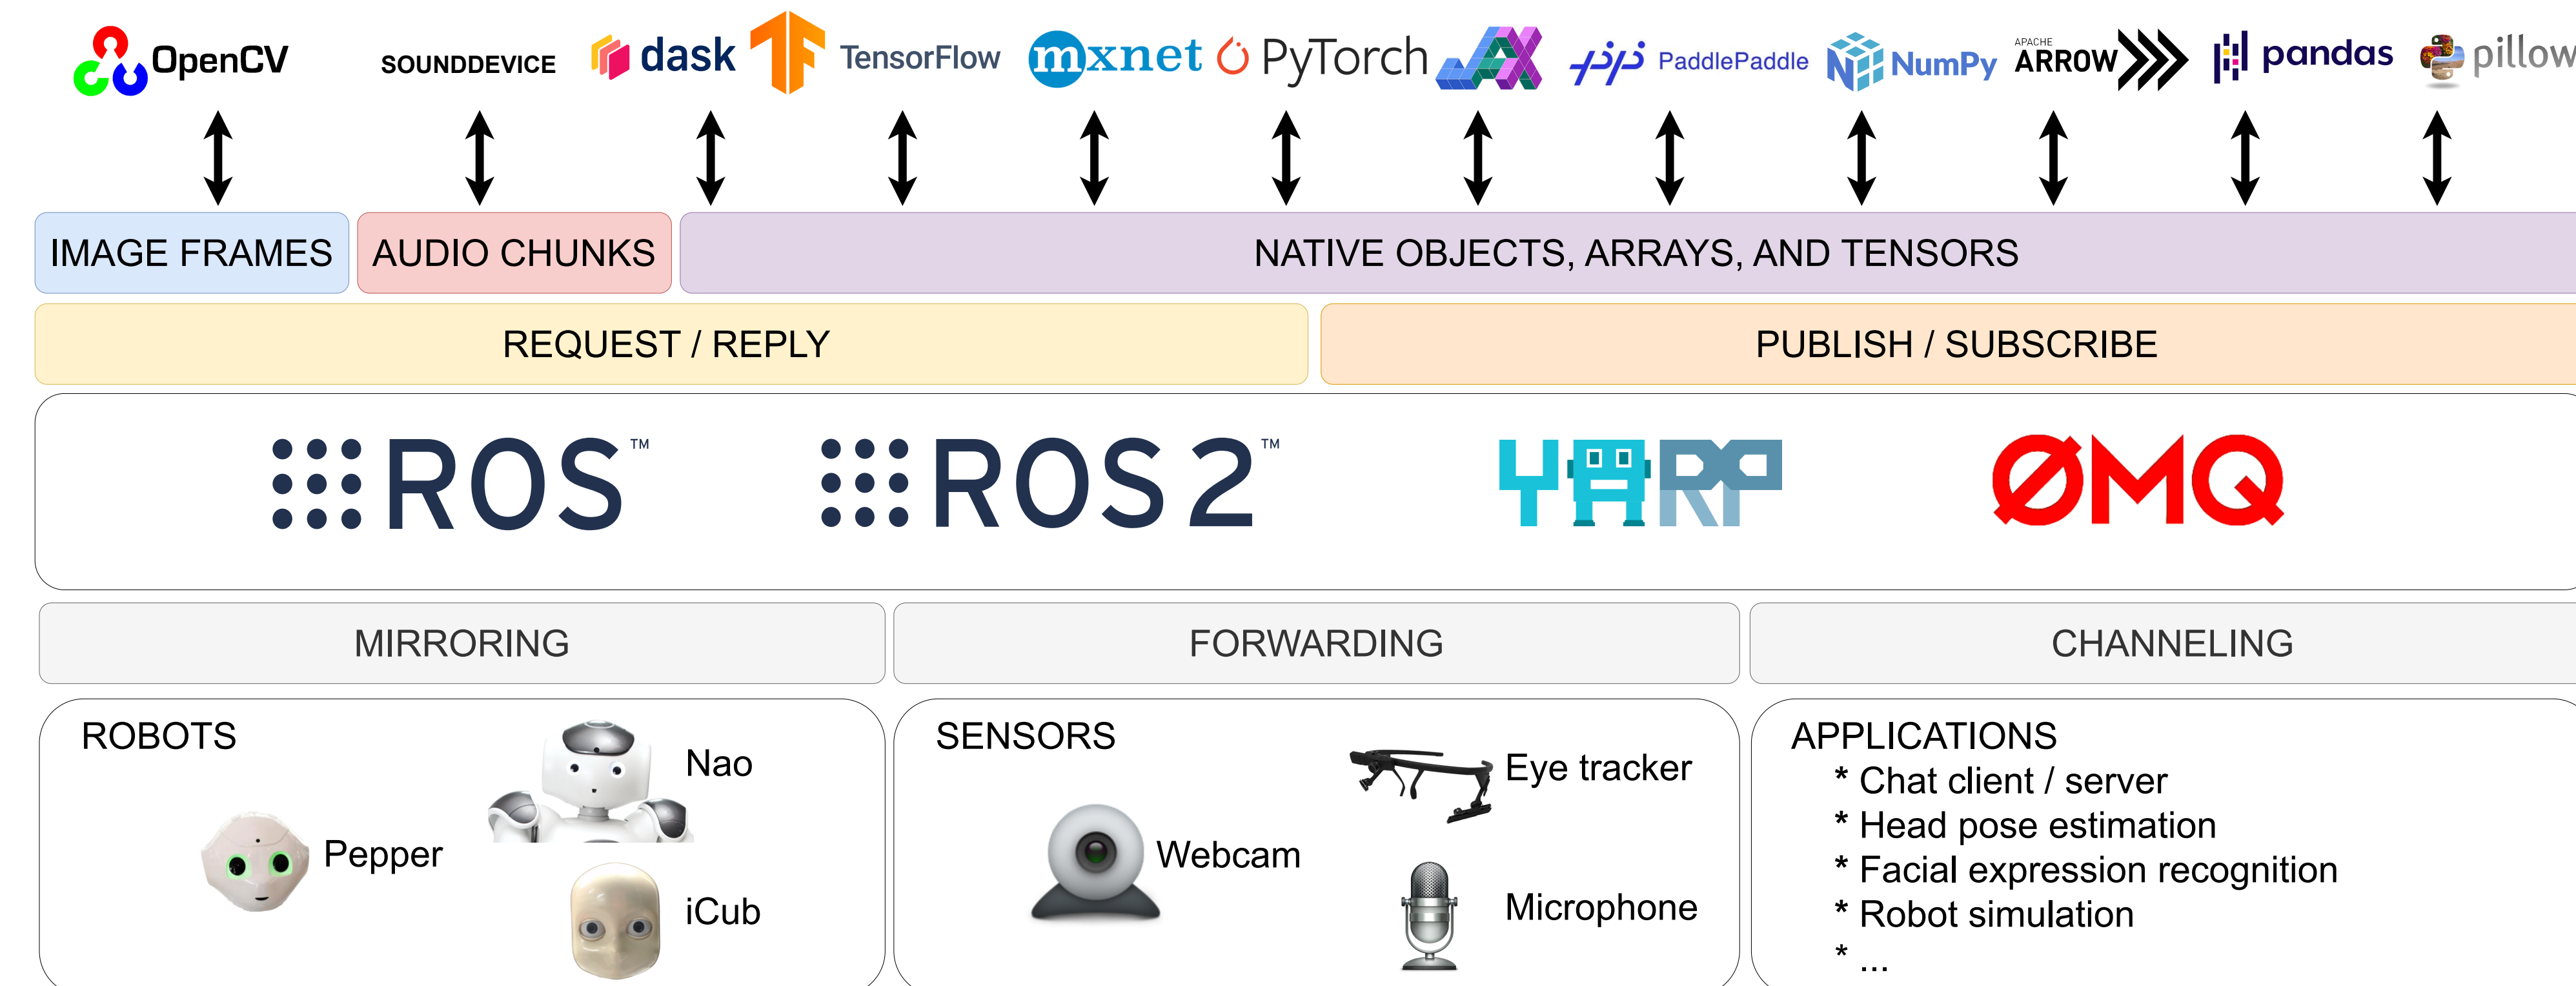 OpenCV
SOUNDDEVICE
dask
TensorFlow
mxnet
PyTorch
JAX
PaddlePaddle
NumPy
APACHE
ARROW
pandas
pillow
IMAGE FRAMES
AUDIO CHUNKS
NATIVE OBJECTS, ARRAYS, AND TENSORS
REQUEST / REPLY
PUBLISH / SUBSCRIBE
ROS™
ROS 2™
YARP
ØMQ
MIRRORING
FORWARDING
CHANNELING
ROBOTS
Nao
Pepper
iCub
SENSORS
Eye tracker
Webcam
Microphone
APPLICATIONS
* Chat client / server
* Head pose estimation
* Facial expression recognition
* Robot simulation
* ...